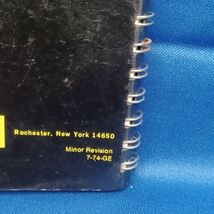 Rochester, New York 14650
Minor Revision
7-74-GE